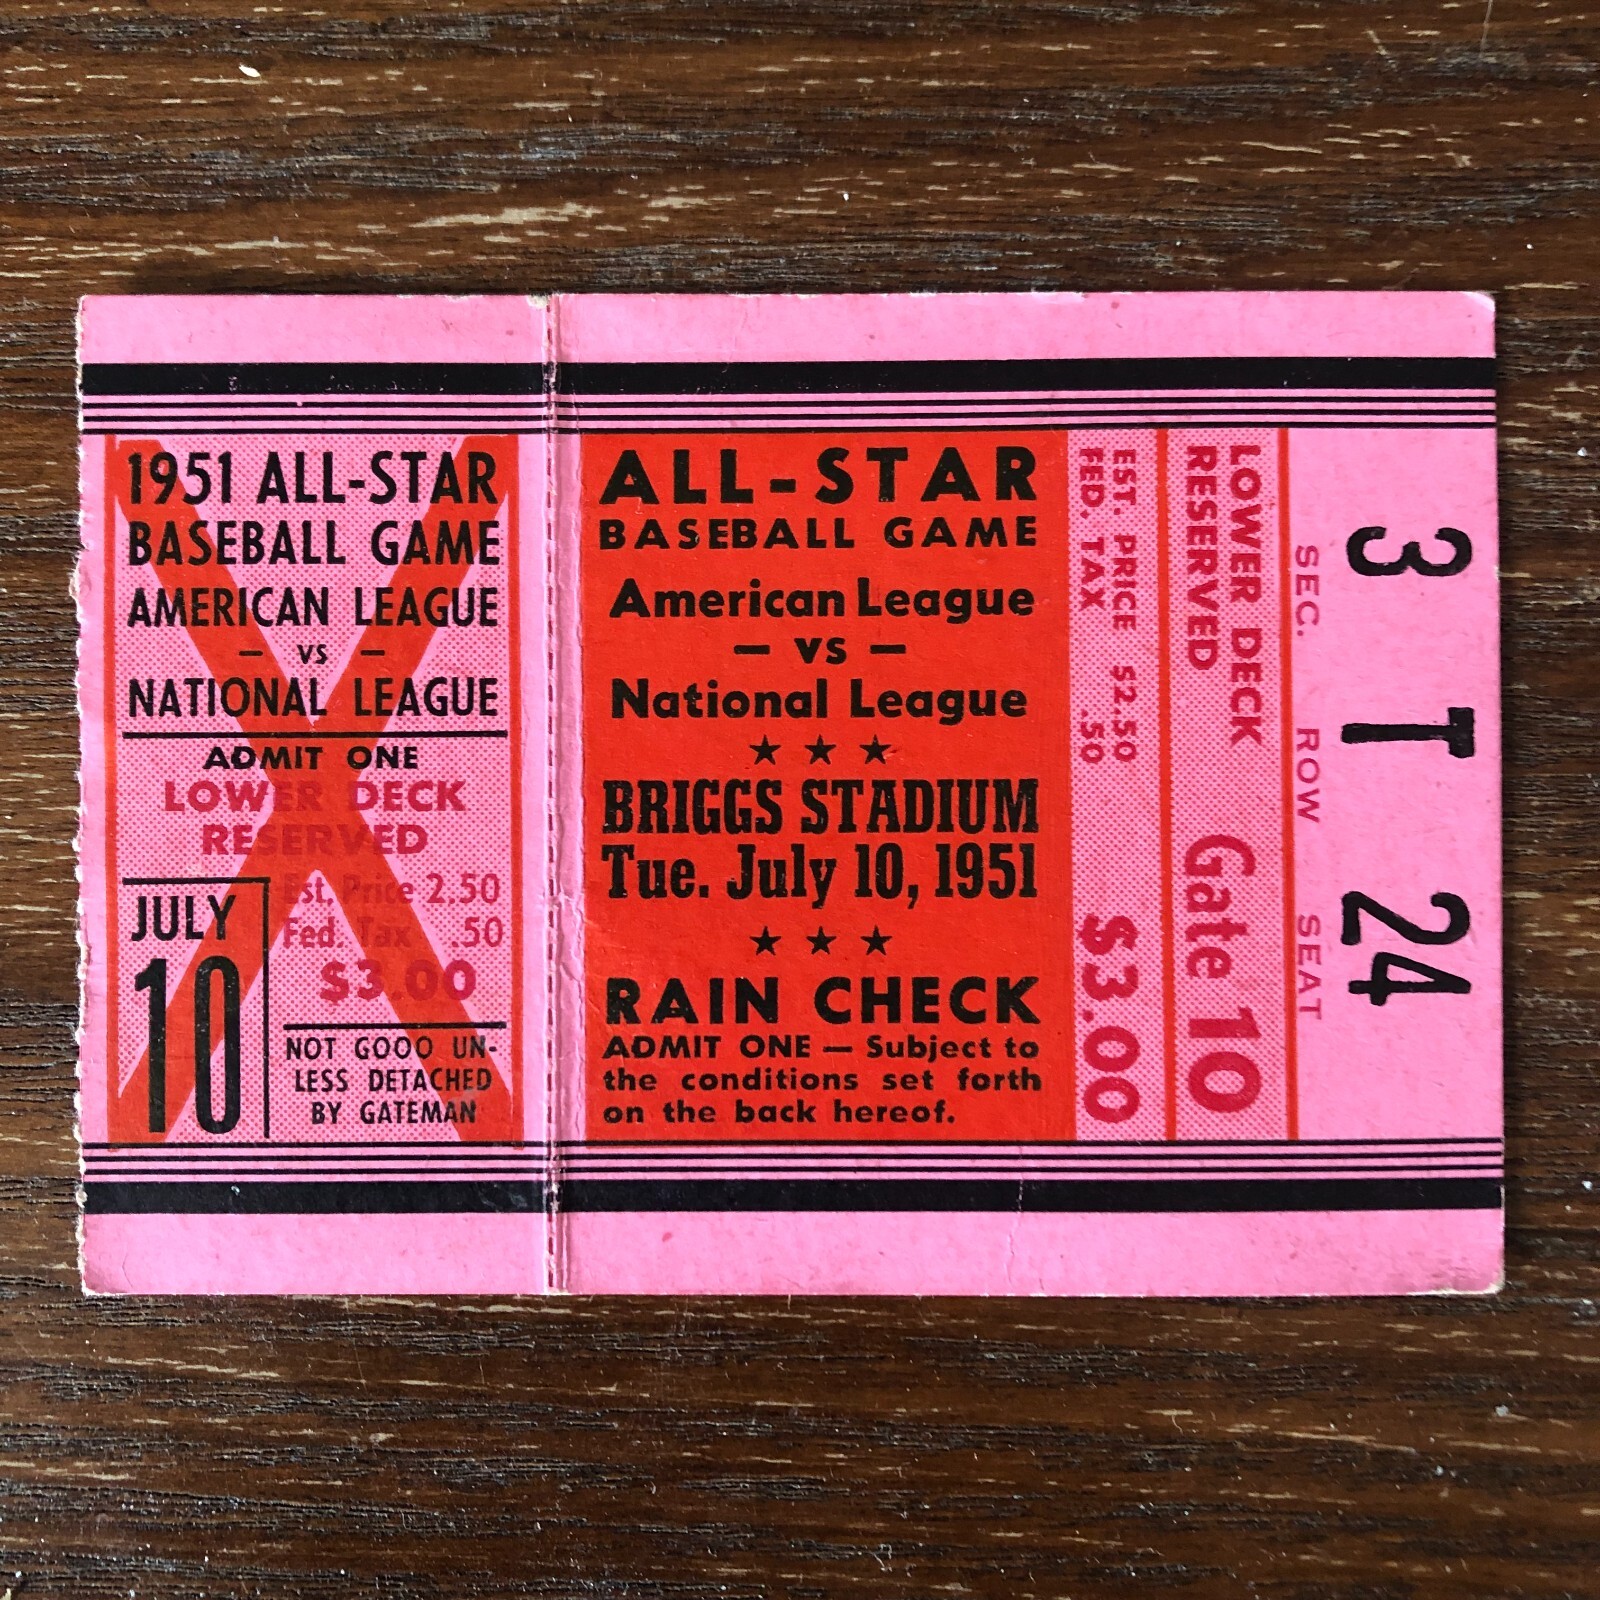 1951 ALL-STAR
BASEBALL GAME
AMERICAN LEAGUE
— VS —
NATIONAL LEAGUE
ADMIT ONE
LOWER DECK
RESERVED
JULY
10
Est. Price 2.50
Fed. Tax .50
$3.00
NOT GOOO UN-
LESS DETACHED
BY GATEMAN
ALL-STAR
BASEBALL GAME
American League
— vs —
National League
★ ★ ★
BRIGGS STADIUM
Tue. July 10, 1951
★ ★ ★
RAIN CHECK
ADMIT ONE — Subject to
the conditions set forth
on the back hereof.
EST. PRICE $2.50
FED. TAX .50
$3.00
LOWER DECK
RESERVED
Gate 10
3 T 24
SEC. ROW SEAT